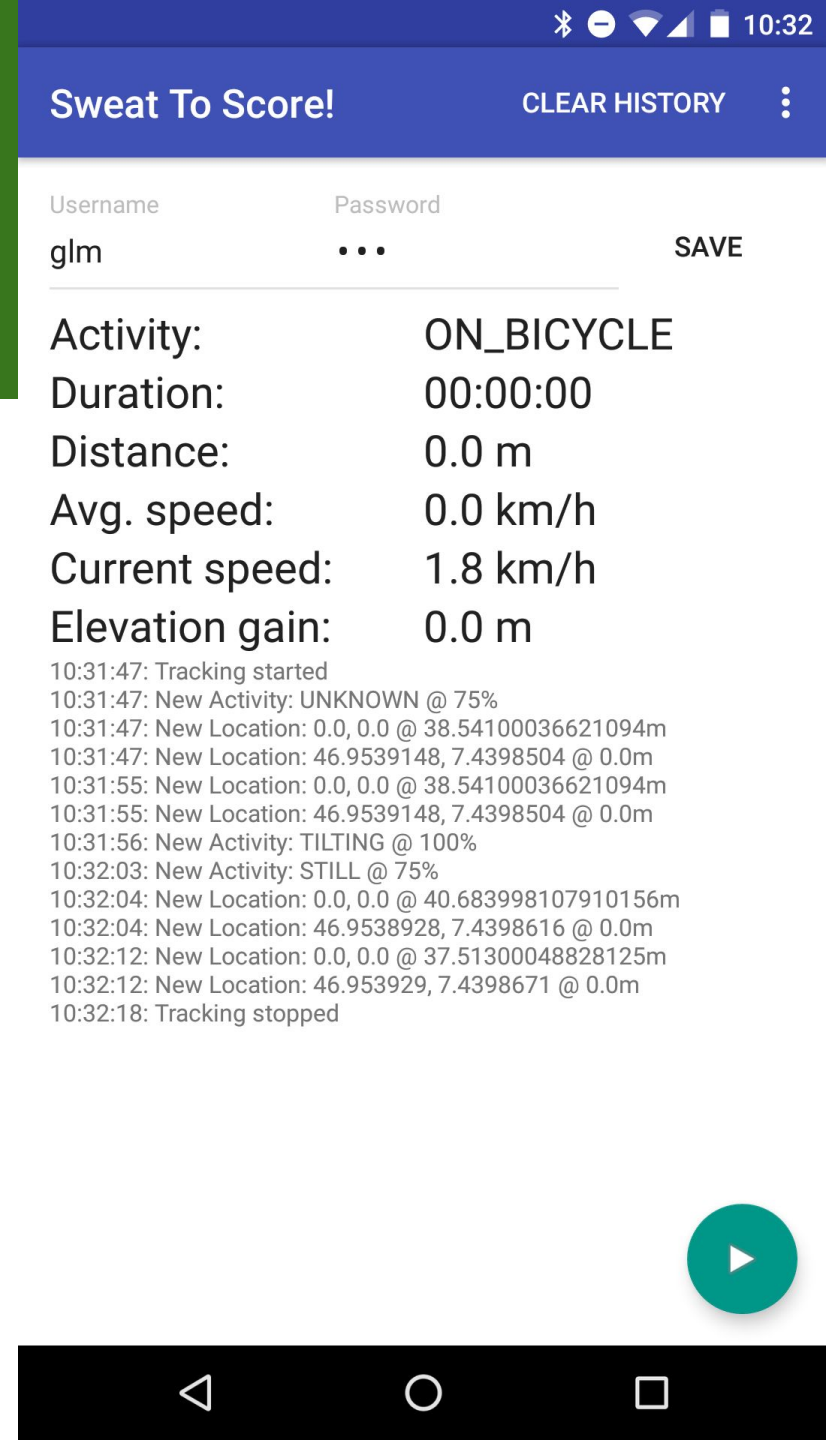 10:32
Sweat To Score! CLEAR HISTORY
Username Password
glm ••• SAVE
Activity: ON_BICYCLE
Duration: 00:00:00
Distance: 0.0 m
Avg. speed: 0.0 km/h
Current speed: 1.8 km/h
Elevation gain: 0.0 m
10:31:47: Tracking started
10:31:47: New Activity: UNKNOWN @ 75%
10:31:47: New Location: 0.0, 0.0 @ 38.54100036621094m
10:31:47: New Location: 46.9539148, 7.4398504 @ 0.0m
10:31:55: New Location: 0.0, 0.0 @ 38.54100036621094m
10:31:55: New Location: 46.9539148, 7.4398504 @ 0.0m
10:31:56: New Activity: TILTING @ 100%
10:32:03: New Activity: STILL @ 75%
10:32:04: New Location: 0.0, 0.0 @ 40.683998107910156m
10:32:04: New Location: 46.9538928, 7.4398616 @ 0.0m
10:32:12: New Location: 0.0, 0.0 @ 37.51300048828125m
10:32:12: New Location: 46.953929, 7.4398671 @ 0.0m
10:32:18: Tracking stopped